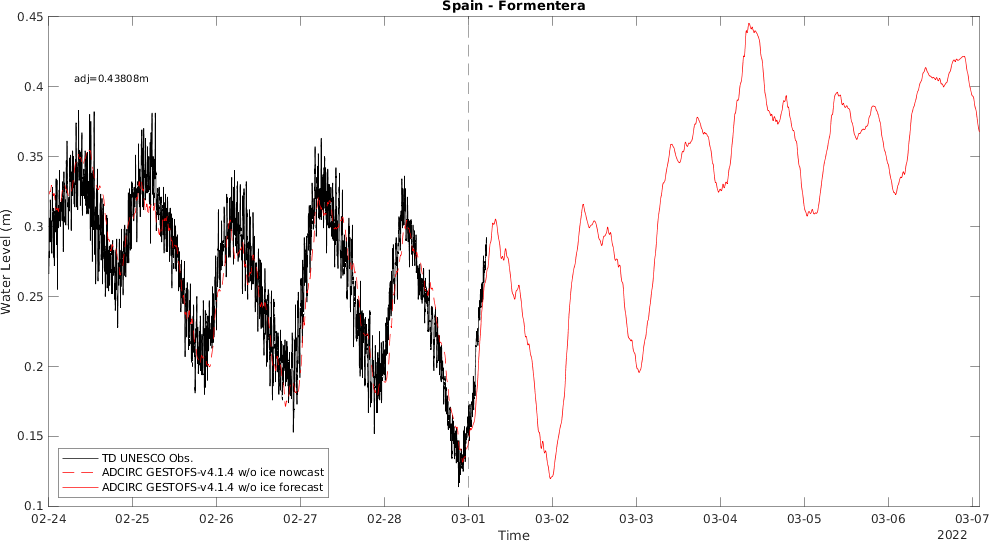 Spain - Formentera
adj=0.43808m
Water Level (m)
0.45
0.4
0.35
0.3
0.25
0.2
0.15
0.1
TD UNESCO Obs.
ADCIRC GESTOFS-v4.1.4 w/o ice nowcast
ADCIRC GESTOFS-v4.1.4 w/o ice forecast
02-24 02-25 02-26 02-27 02-28 03-01 03-02 03-03 03-04 03-05 03-06 03-07
Time
2022